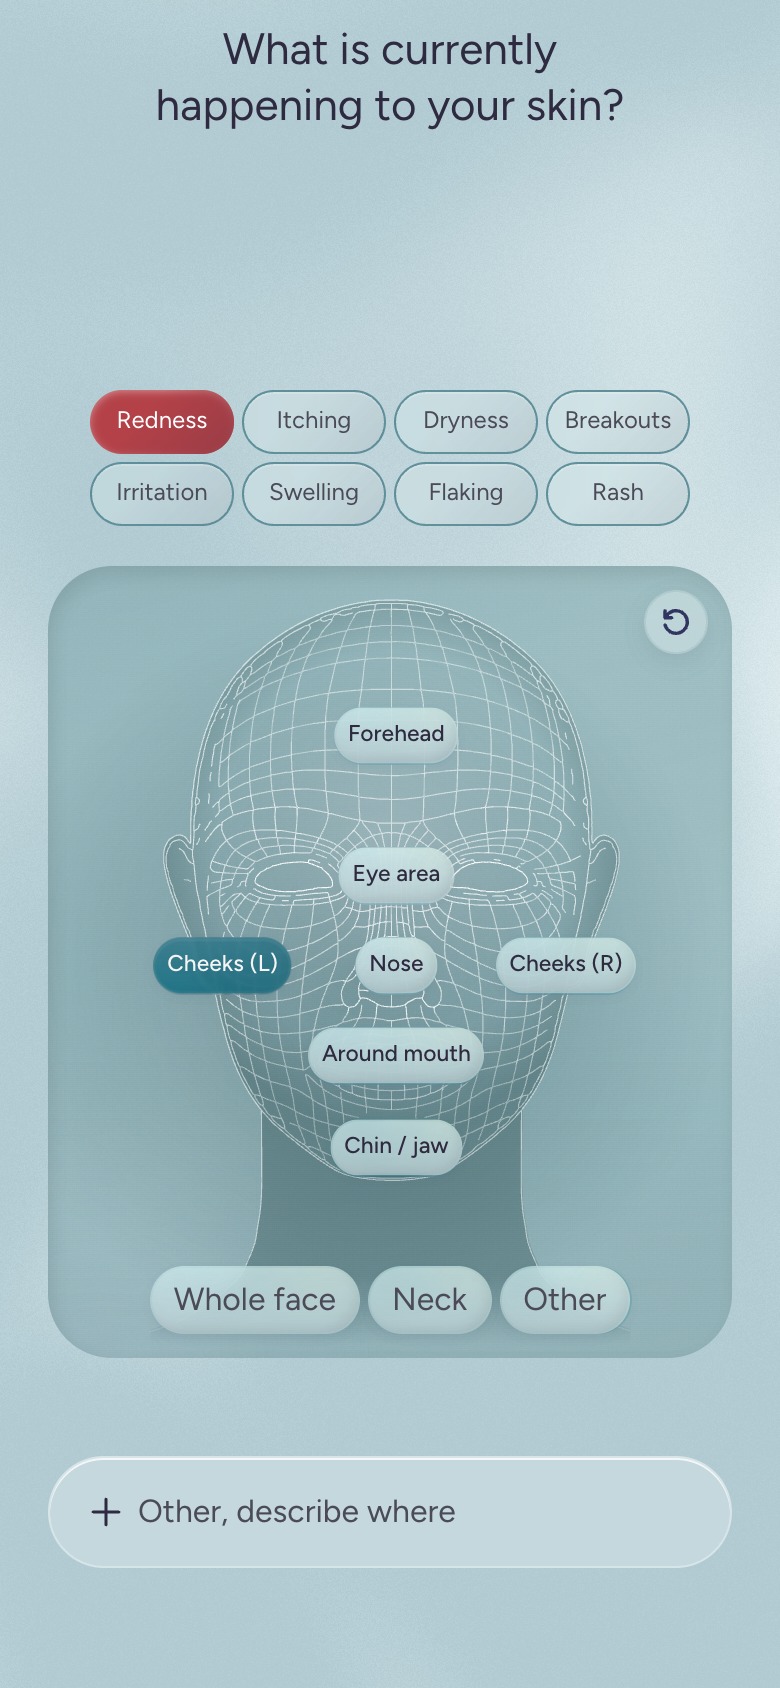 What is currently
happening to your skin?
Redness
Itching
Dryness
Breakouts
Irritation
Swelling
Flaking
Rash
Forehead
Eye area
Cheeks (L)
Nose
Cheeks (R)
Around mouth
Chin / jaw
Whole face
Neck
Other
Other, describe where